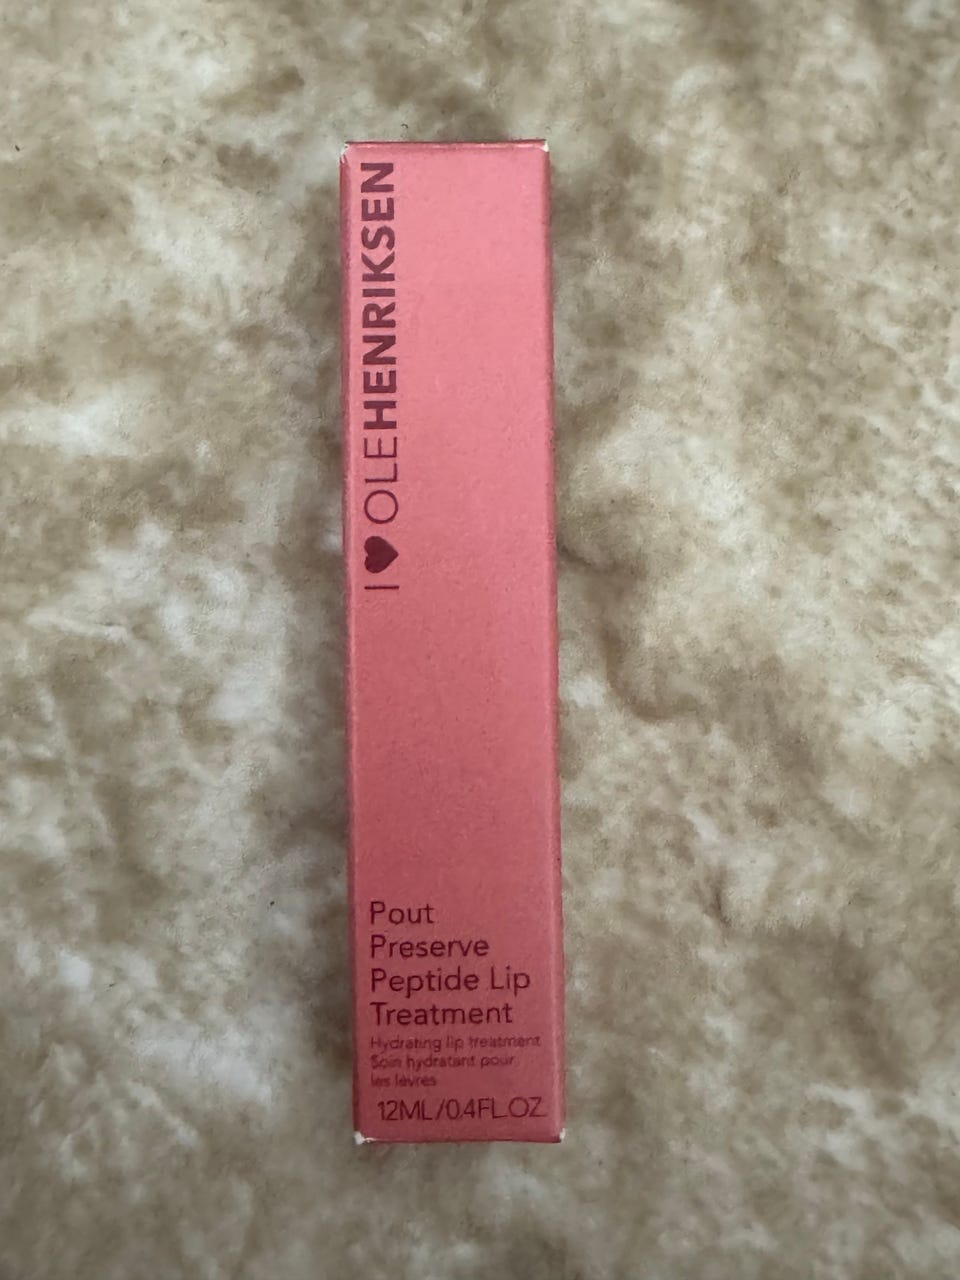 I ♥ OLEHENRIKSEN
Pout
Preserve
Peptide Lip
Treatment
Hydrating lip treatment
Soin hydratant pour
les lèvres
12ML/0.4FL.OZ